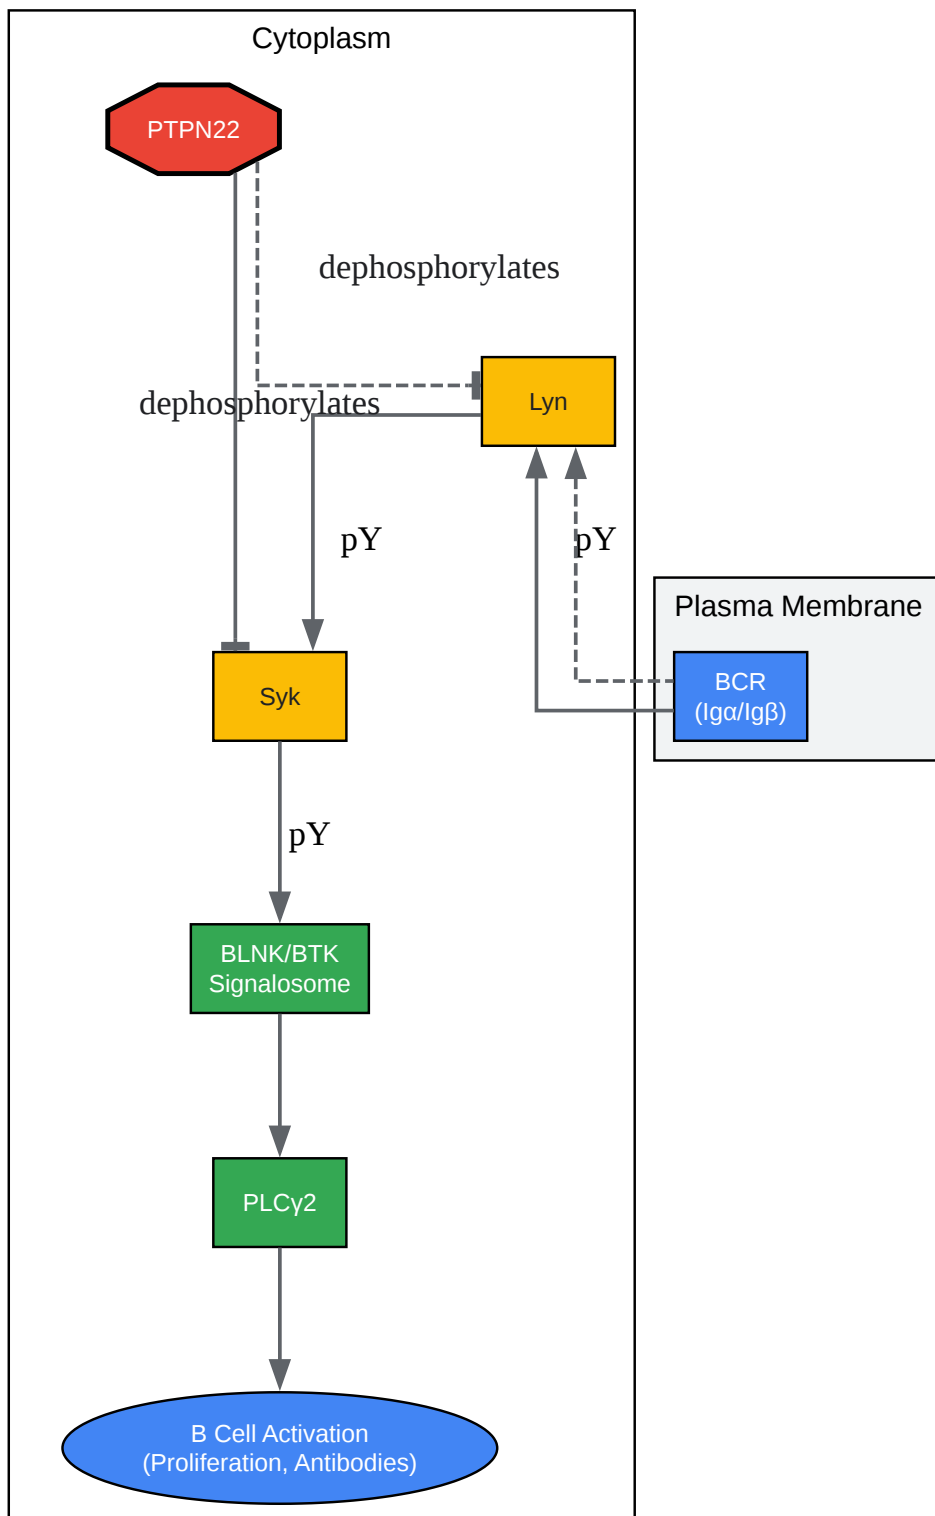 Cytoplasm
PTPN22
dephosphorylates
dephosphorylates
Lyn
pY
pY
Plasma Membrane
BCR
(Igα/Igβ)
Syk
pY
BLNK/BTK
Signalosome
PLCγ2
B Cell Activation
(Proliferation, Antibodies)